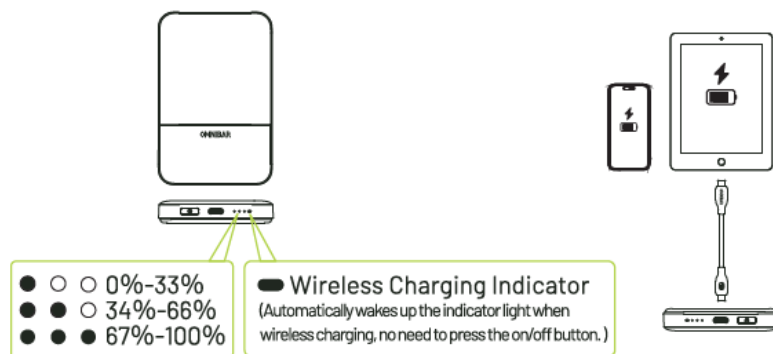 OMNIBAR
0%-33%
34%-66%
67%-100%
Wireless Charging Indicator
(Automatically wakes up the indicator light when
wireless charging, no need to press the on/off button.)